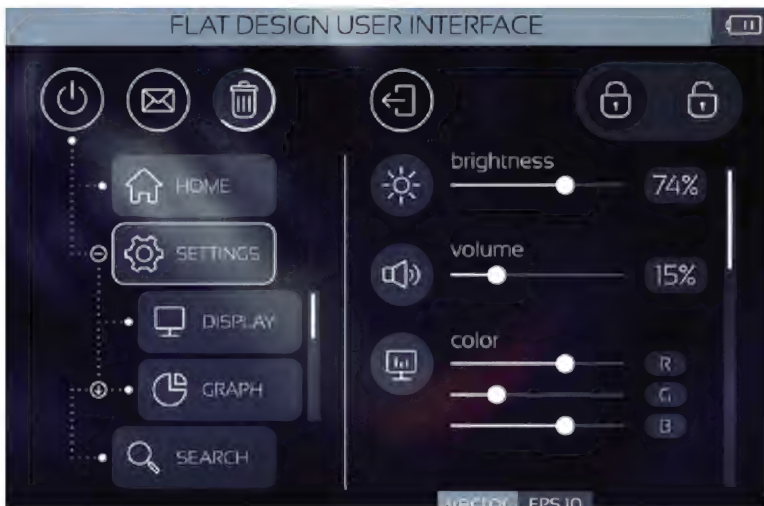 FLAT DESIGN USER INTERFACE
HOME
SETTINGS
DISPLAY
GRAPH
SEARCH
brightness
74%
volume
15%
color
R
G
B
vector EPS 10